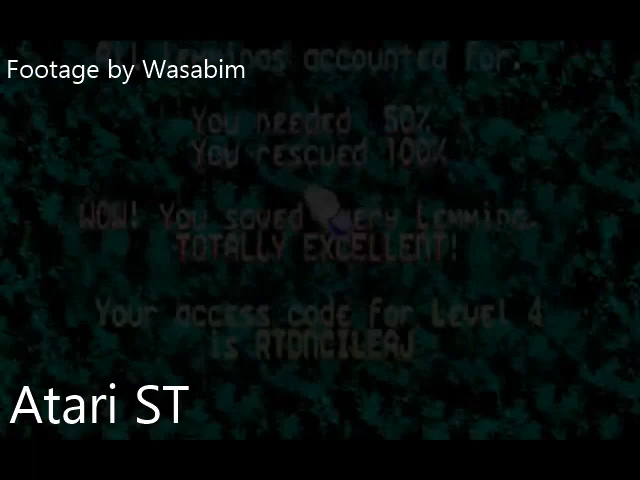 All Lemmings accounted for.
Footage by Wasabim
You needed 50%
You rescued 100%
WOW! You saved every Lemming.
TOTALLY EXCELLENT!
Your access code for Level 4
is
Atari ST